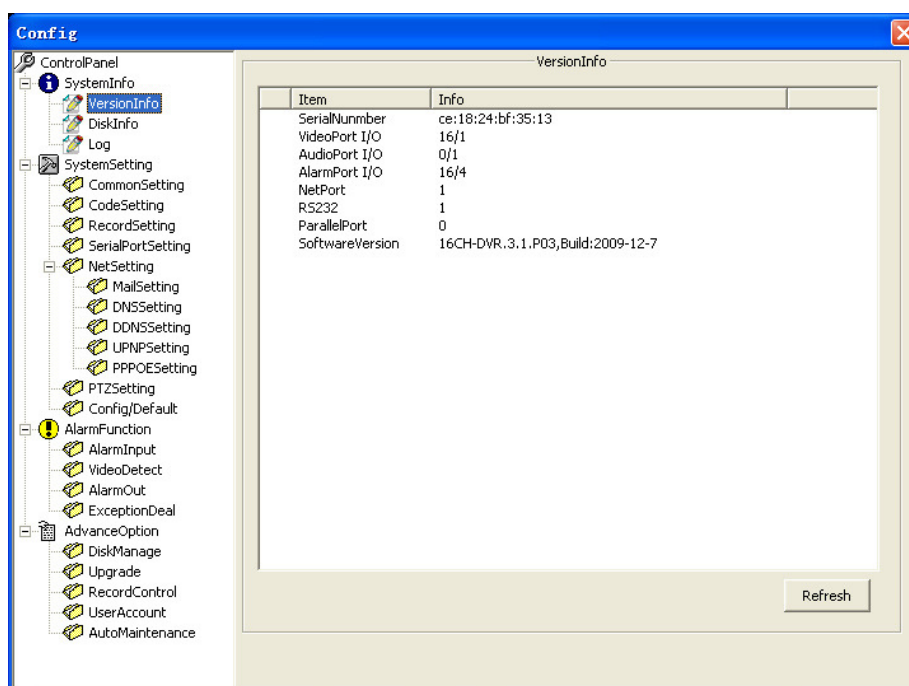 Config
ControlPanel
SystemInfo
VersionInfo
DiskInfo
Log
SystemSetting
CommonSetting
CodeSetting
RecordSetting
SerialPortSetting
NetSetting
MailSetting
DNSSetting
DDNSSetting
UPNPSetting
PPPOESetting
PTZSetting
Config/Default
AlarmFunction
AlarmInput
VideoDetect
AlarmOut
ExceptionDeal
AdvanceOption
DiskManage
Upgrade
RecordControl
UserAccount
AutoMaintenance
VersionInfo
Item Info
SerialNunmber ce:18:24:bf:35:13
VideoPort I/O 16/1
AudioPort I/O 0/1
AlarmPort I/O 16/4
NetPort 1
RS232 1
ParallelPort 0
SoftwareVersion 16CH-DVR.3.1.P03,Build:2009-12-7
Refresh